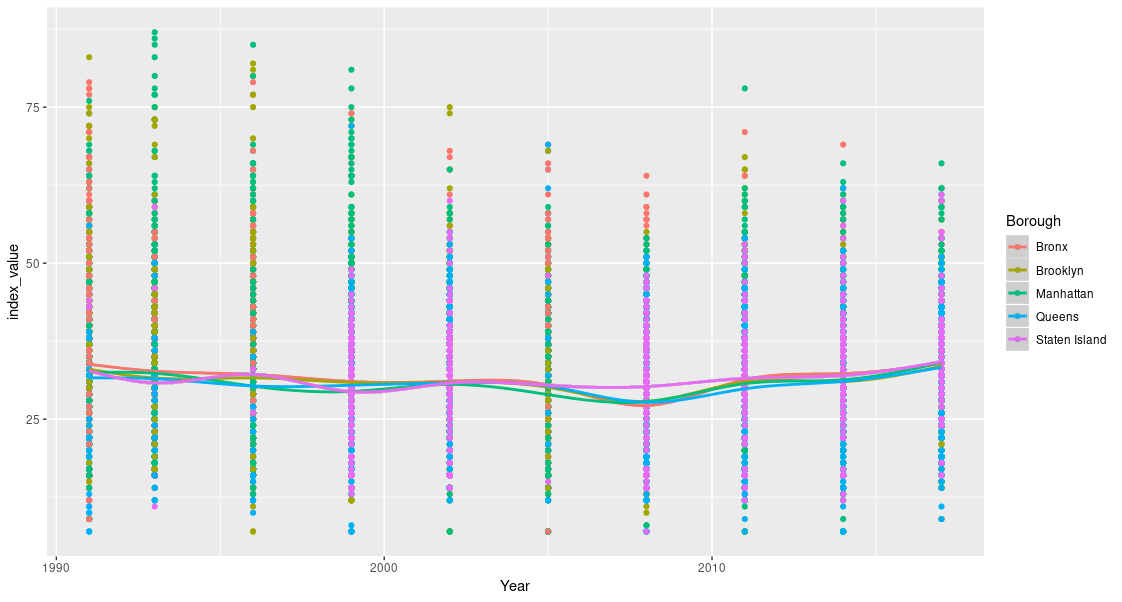 75
50
25
index_value
1990
2000
2010
Year
Borough
Bronx
Brooklyn
Manhattan
Queens
Staten Island